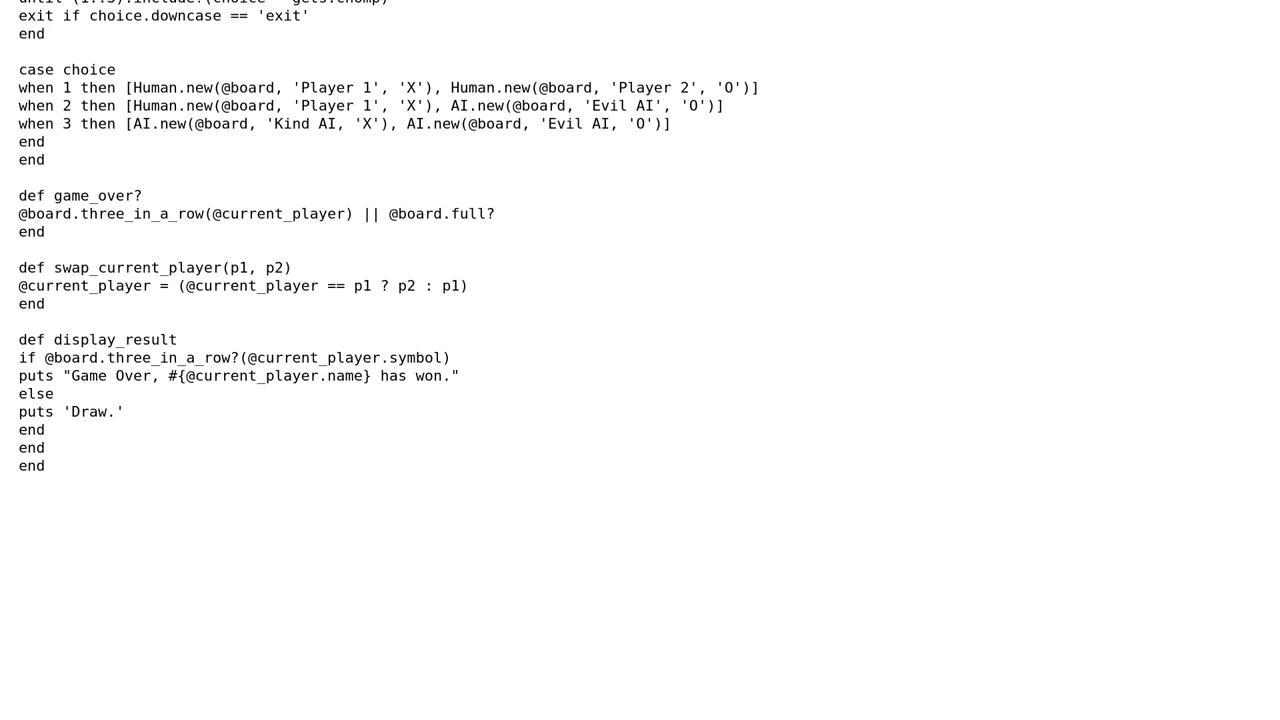 exit if choice.downcase == 'exit'
end
case choice
when 1 then [Human.new(@board, 'Player 1', 'X'), Human.new(@board, 'Player 2', 'O')]
when 2 then [Human.new(@board, 'Player 1', 'X'), AI.new(@board, 'Evil AI', 'O')]
when 3 then [AI.new(@board, 'Kind AI, 'X'), AI.new(@board, 'Evil AI, 'O')]
end
end
def game_over?
@board.three_in_a_row(@current_player) || @board.full?
end
def swap_current_player(p1, p2)
@current_player = (@current_player == p1 ? p2 : p1)
end
def display_result
if @board.three_in_a_row?(@current_player.symbol)
puts "Game Over, #{@current_player.name} has won."
else
puts 'Draw.'
end
end
end